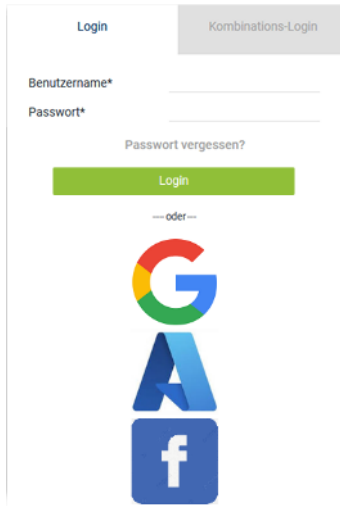 Login Kombinations-Login
Benutzername*
Passwort*
Passwort vergessen?
Login
---- oder ----